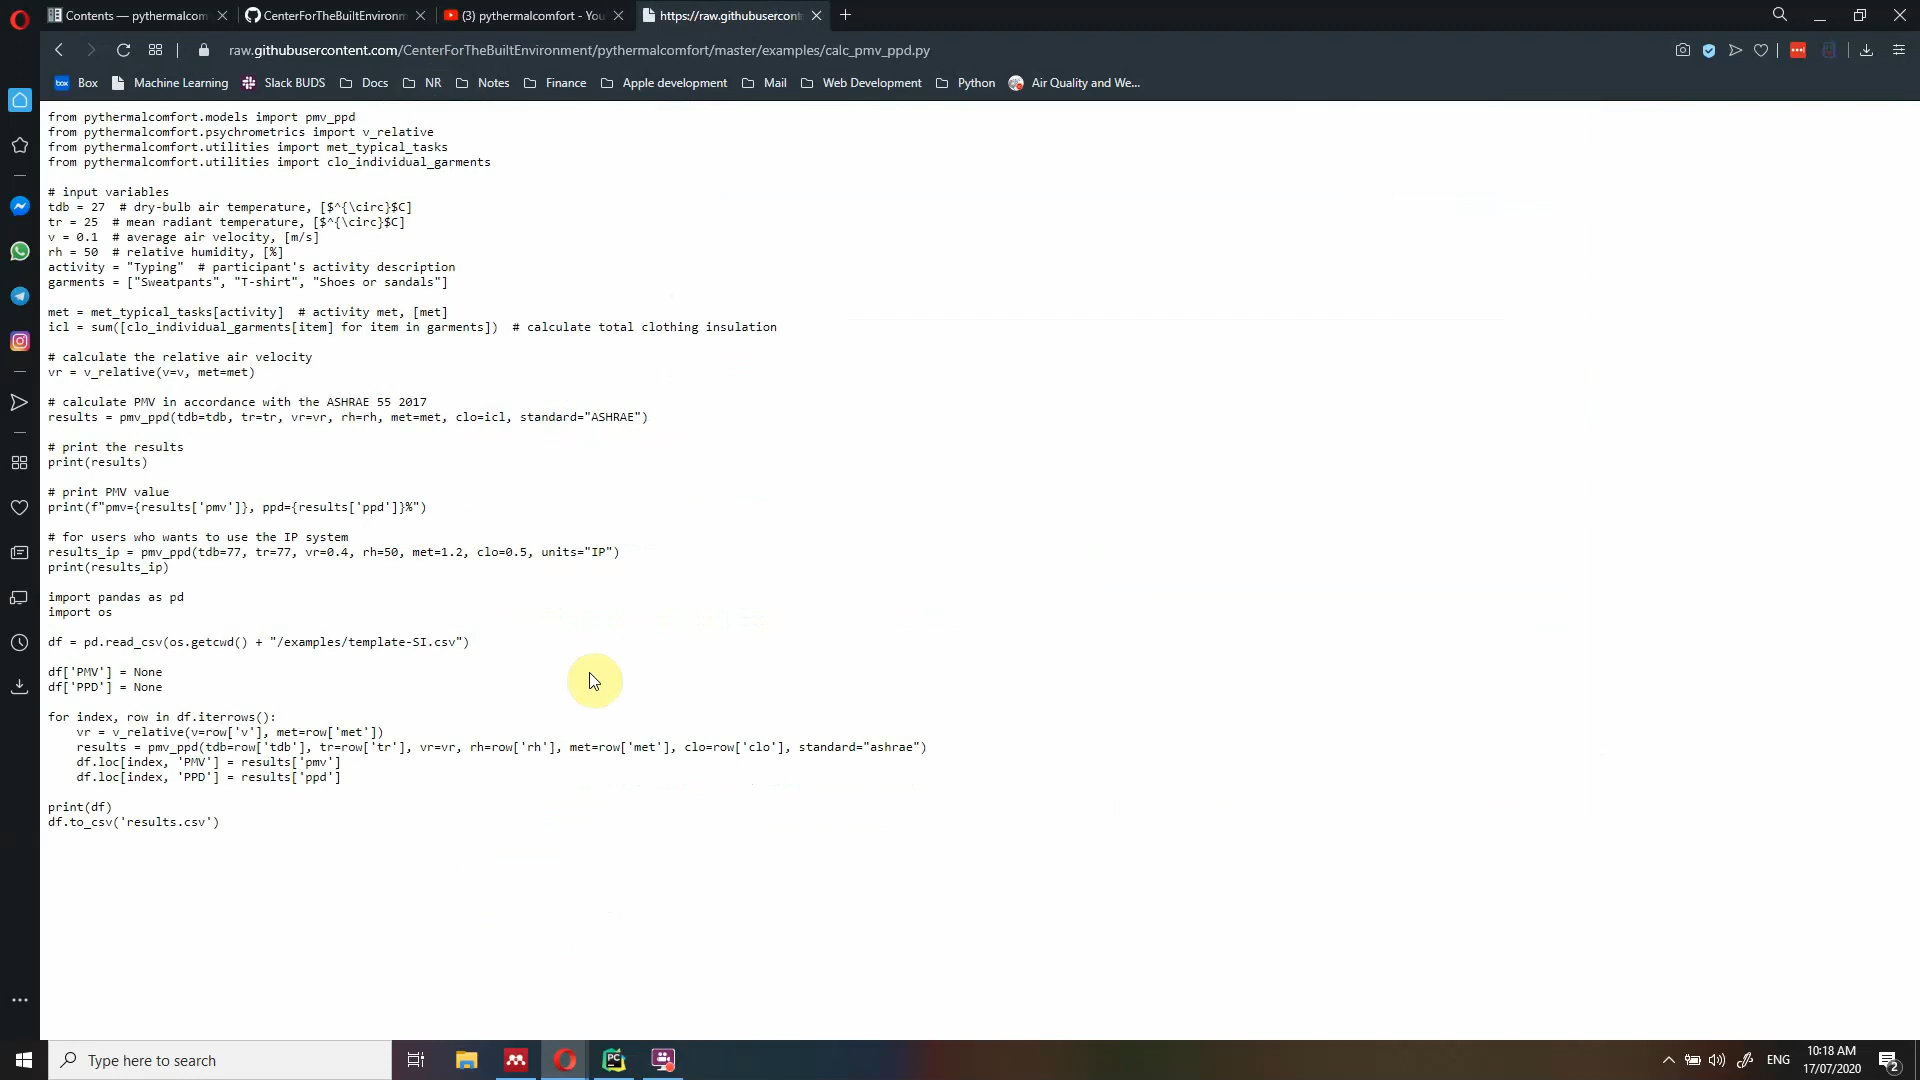 Contents — pythermalcom
CenterForTheBuiltEnvironm
(3) pythermalcomfort - You
https://raw.githubusercont
raw.githubusercontent.com/CenterForTheBuiltEnvironment/pythermalcomfort/master/examples/calc_pmv_ppd.py
box Box Machine Learning Slack BUDS Docs NR Notes Finance Apple development Mail Web Development Python Air Quality and We...
from pythermalcomfort.models import pmv_ppd
from pythermalcomfort.psychrometrics import v_relative
from pythermalcomfort.utilities import met_typical_tasks
from pythermalcomfort.utilities import clo_individual_garments
# input variables
tdb = 27  # dry-bulb air temperature, [$^{\circ}$C]
tr = 25  # mean radiant temperature, [$^{\circ}$C]
v = 0.1  # average air velocity, [m/s]
rh = 50  # relative humidity, [%]
activity = "Typing"  # participant's activity description
garments = ["Sweatpants", "T-shirt", "Shoes or sandals"]
met = met_typical_tasks[activity]  # activity met, [met]
icl = sum([clo_individual_garments[item] for item in garments])  # calculate total clothing insulation
# calculate the relative air velocity
vr = v_relative(v=v, met=met)
# calculate PMV in accordance with the ASHRAE 55 2017
results = pmv_ppd(tdb=tdb, tr=tr, vr=vr, rh=rh, met=met, clo=icl, standard="ASHRAE")
# print the results
print(results)
# print PMV value
print(f"pmv={results['pmv']}, ppd={results['ppd']}%")
# for users who wants to use the IP system
results_ip = pmv_ppd(tdb=77, tr=77, vr=0.4, rh=50, met=1.2, clo=0.5, units="IP")
print(results_ip)
import pandas as pd
import os
df = pd.read_csv(os.getcwd() + "/examples/template-SI.csv")
df['PMV'] = None
df['PPD'] = None
for index, row in df.iterrows():
    vr = v_relative(v=row['v'], met=row['met'])
    results = pmv_ppd(tdb=row['tdb'], tr=row['tr'], vr=vr, rh=row['rh'], met=row['met'], clo=row['clo'], standard="ashrae")
    df.loc[index, 'PMV'] = results['pmv']
    df.loc[index, 'PPD'] = results['ppd']
print(df)
df.to_csv('results.csv')
Type here to search
PC
ENG
10:18 AM
17/07/2020
2